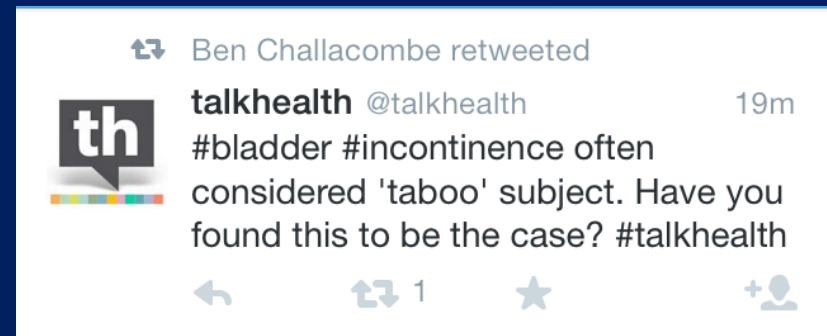 Ben Challacombe retweeted
talkhealth @talkhealth 19m
th
#bladder #incontinence often
considered 'taboo' subject. Have you
found this to be the case? #talkhealth
1